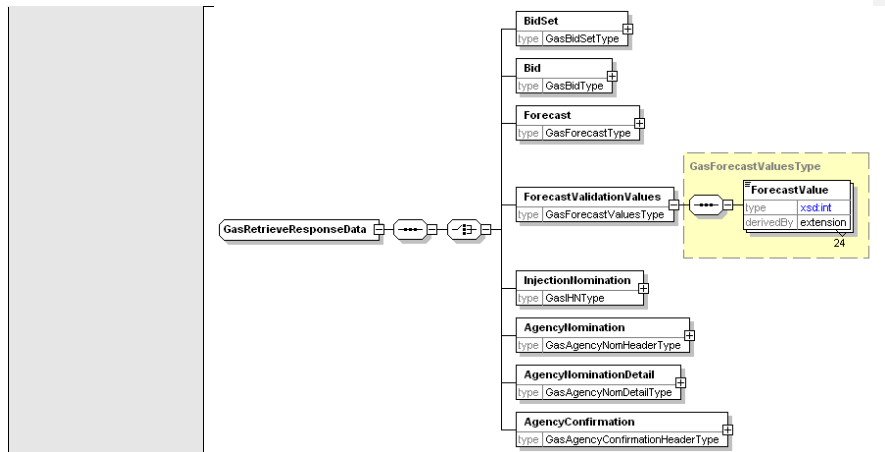 BidSet
type GasBidSetType
Bid
type GasBidType
Forecast
type GasForecastType
GasForecastValuesType
ForecastValue
type xsd:int
derivedBy extension
24
ForecastValidationValues
type GasForecastValuesType
GasRetrieveResponseData
InjectionNomination
type GasIHNType
AgencyNomination
type GasAgencyNomHeaderType
AgencyNominationDetail
type GasAgencyNomDetailType
AgencyConfirmation
type GasAgencyConfirmationHeaderType